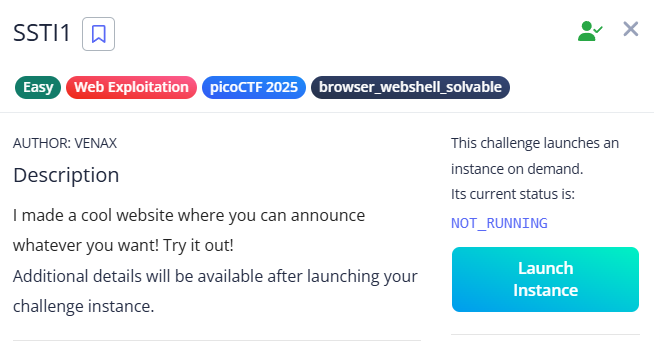 SSTI1
Easy Web Exploitation picoCTF 2025 browser_webshell_solvable
AUTHOR: VENAX
Description
I made a cool website where you can announce
whatever you want! Try it out!
Additional details will be available after launching your
challenge instance.
This challenge launches an
instance on demand.
Its current status is:
NOT_RUNNING
Launch
Instance